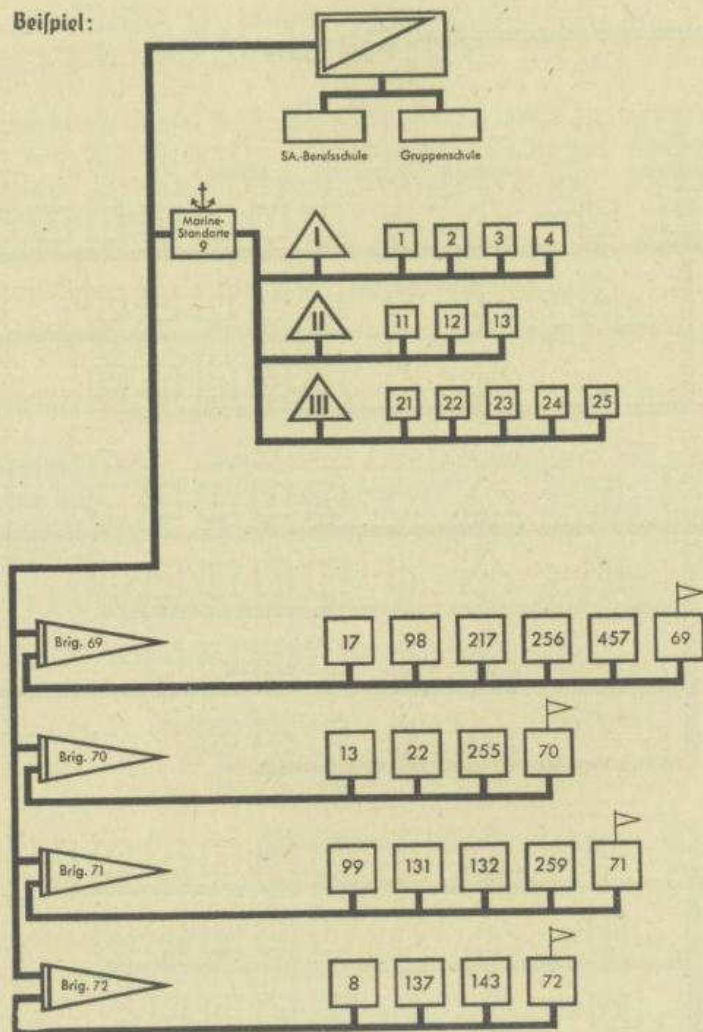 Beiſpiel:
SA.-Berufsschule Gruppenschule
Marine-
Standarte
9
I 1 2 3 4
II 11 12 13
III 21 22 23 24 25
Brig. 69 17 98 217 256 457 69
Brig. 70 13 22 255 70
Brig. 71 99 131 132 259 71
Brig. 72 8 137 143 72